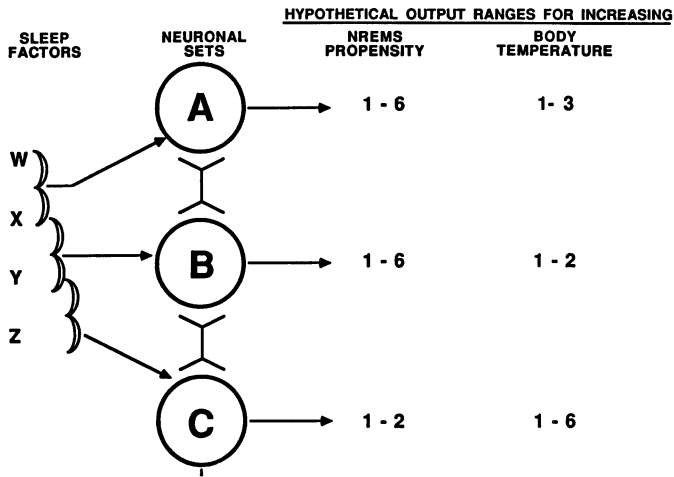 HYPOTHETICAL OUTPUT RANGES FOR INCREASING
SLEEP
FACTORS
NEURONAL
SETS
NREMS
PROPENSITY
BODY
TEMPERATURE
A
1 - 6
1- 3
W
X
B
1 - 6
1 - 2
Y
Z
C
1 - 2
1 - 6